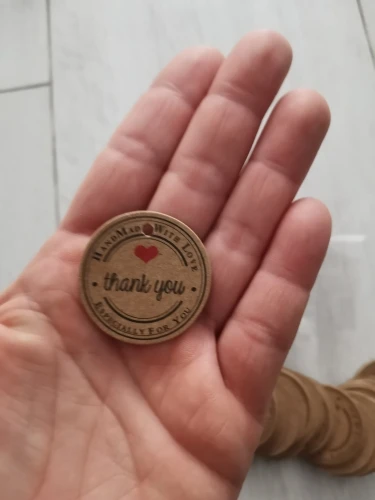 HandMade With Love
thank you
Especially For You